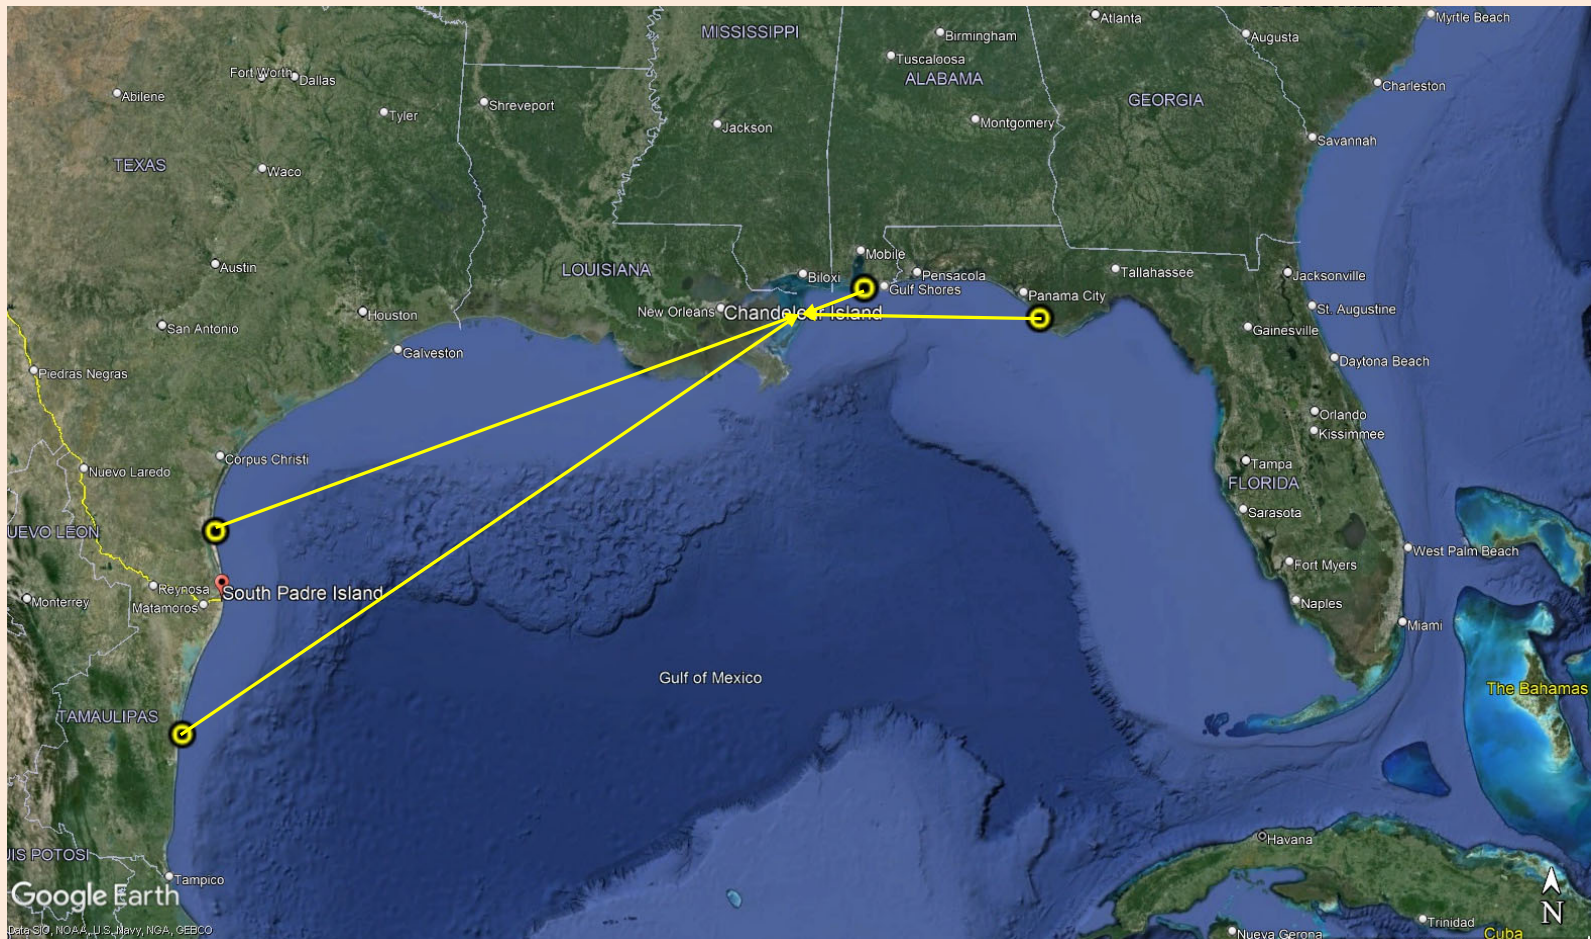 Atlanta
Myrtle Beach
MISSISSIPPI
Birmingham
Augusta
Tuscaloosa
Fort Worth
Dallas
ALABAMA
Charleston
Abilene
Shreveport
GEORGIA
Tyler
Jackson
Montgomery
Savannah
TEXAS
Waco
Mobile
Austin
LOUISIANA
Biloxi
Pensacola
Tallahassee
Jacksonville
Gulf Shores
Panama City
New Orleans
Chandeleur Island
St. Augustine
Houston
San Antonio
Gainesville
Galveston
Daytona Beach
Piedras Negras
Orlando
Kissimmee
Corpus Christi
Nuevo Laredo
Tampa
FLORIDA
Sarasota
UEVO LEON
West Palm Beach
Fort Myers
Reynosa
South Padre Island
Monterrey
Matamoros
Naples
Miami
Gulf of Mexico
The Bahamas
TAMAULIPAS
Havana
UIS POTOSI
Tampico
Google Earth
N
Trinidad
Data SIO, NOAA, U.S. Navy, NGA, GEBCO
Nueva Gerona
Cuba